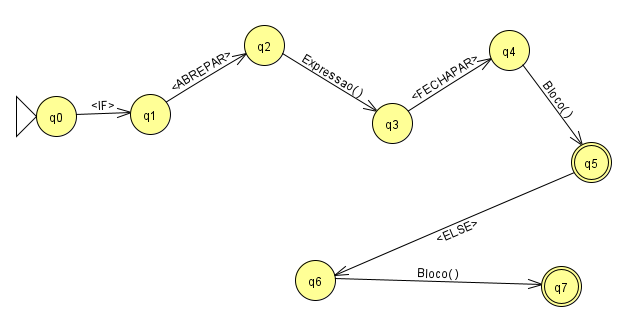 q0
<IF>
q1
<ABREPAR>
q2
Expressao()
q3
<FECHAPAR>
q4
Bloco()
q5
<ELSE>
q6
Bloco()
q7